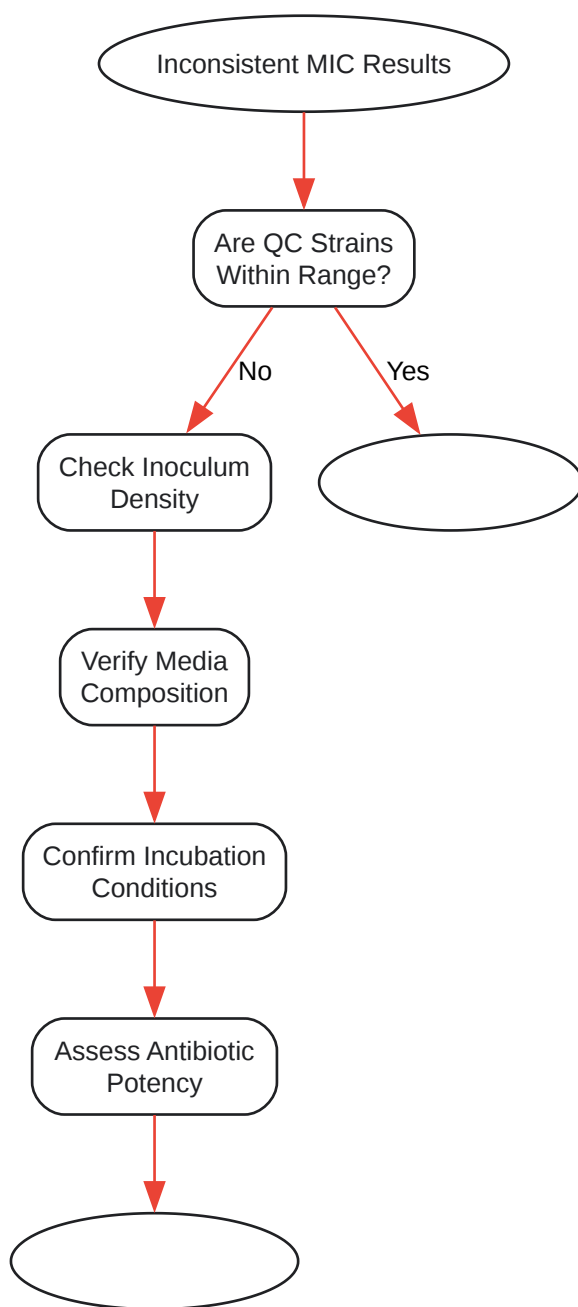 Inconsistent MIC Results
Are QC Strains
Within Range?
No
Yes
Check Inoculum
Density
Verify Media
Composition
Confirm Incubation
Conditions
Assess Antibiotic
Potency